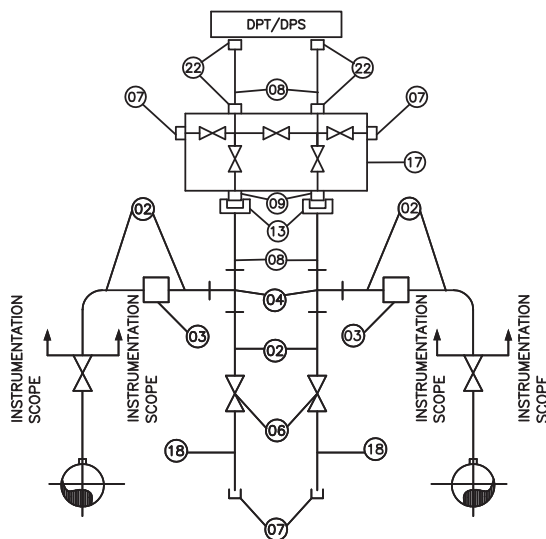 DPT/DPS
22
22
08
07
07
17
09
13
02
02
08
04
03
03
INSTRUMENTATION
SCOPE
INSTRUMENTATION
SCOPE
INSTRUMENTATION
SCOPE
INSTRUMENTATION
SCOPE
02
06
18
18
07